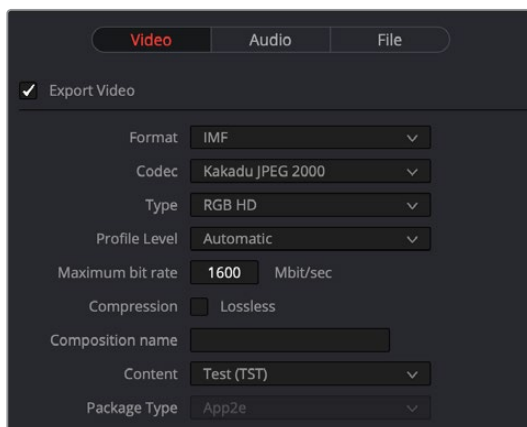 Video Audio File
Export Video
Format IMF
Codec Kakadu JPEG 2000
Type RGB HD
Profile Level Automatic
Maximum bit rate 1600 Mbit/sec
Compression Lossless
Composition name
Content Test (TST)
Package Type App2e